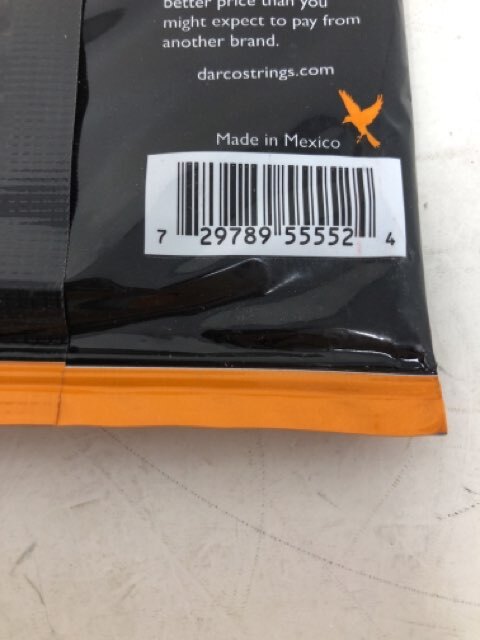 better price than you
might expect to pay from
another brand.
darcostrings.com
Made in Mexico
7 29789 55552 4